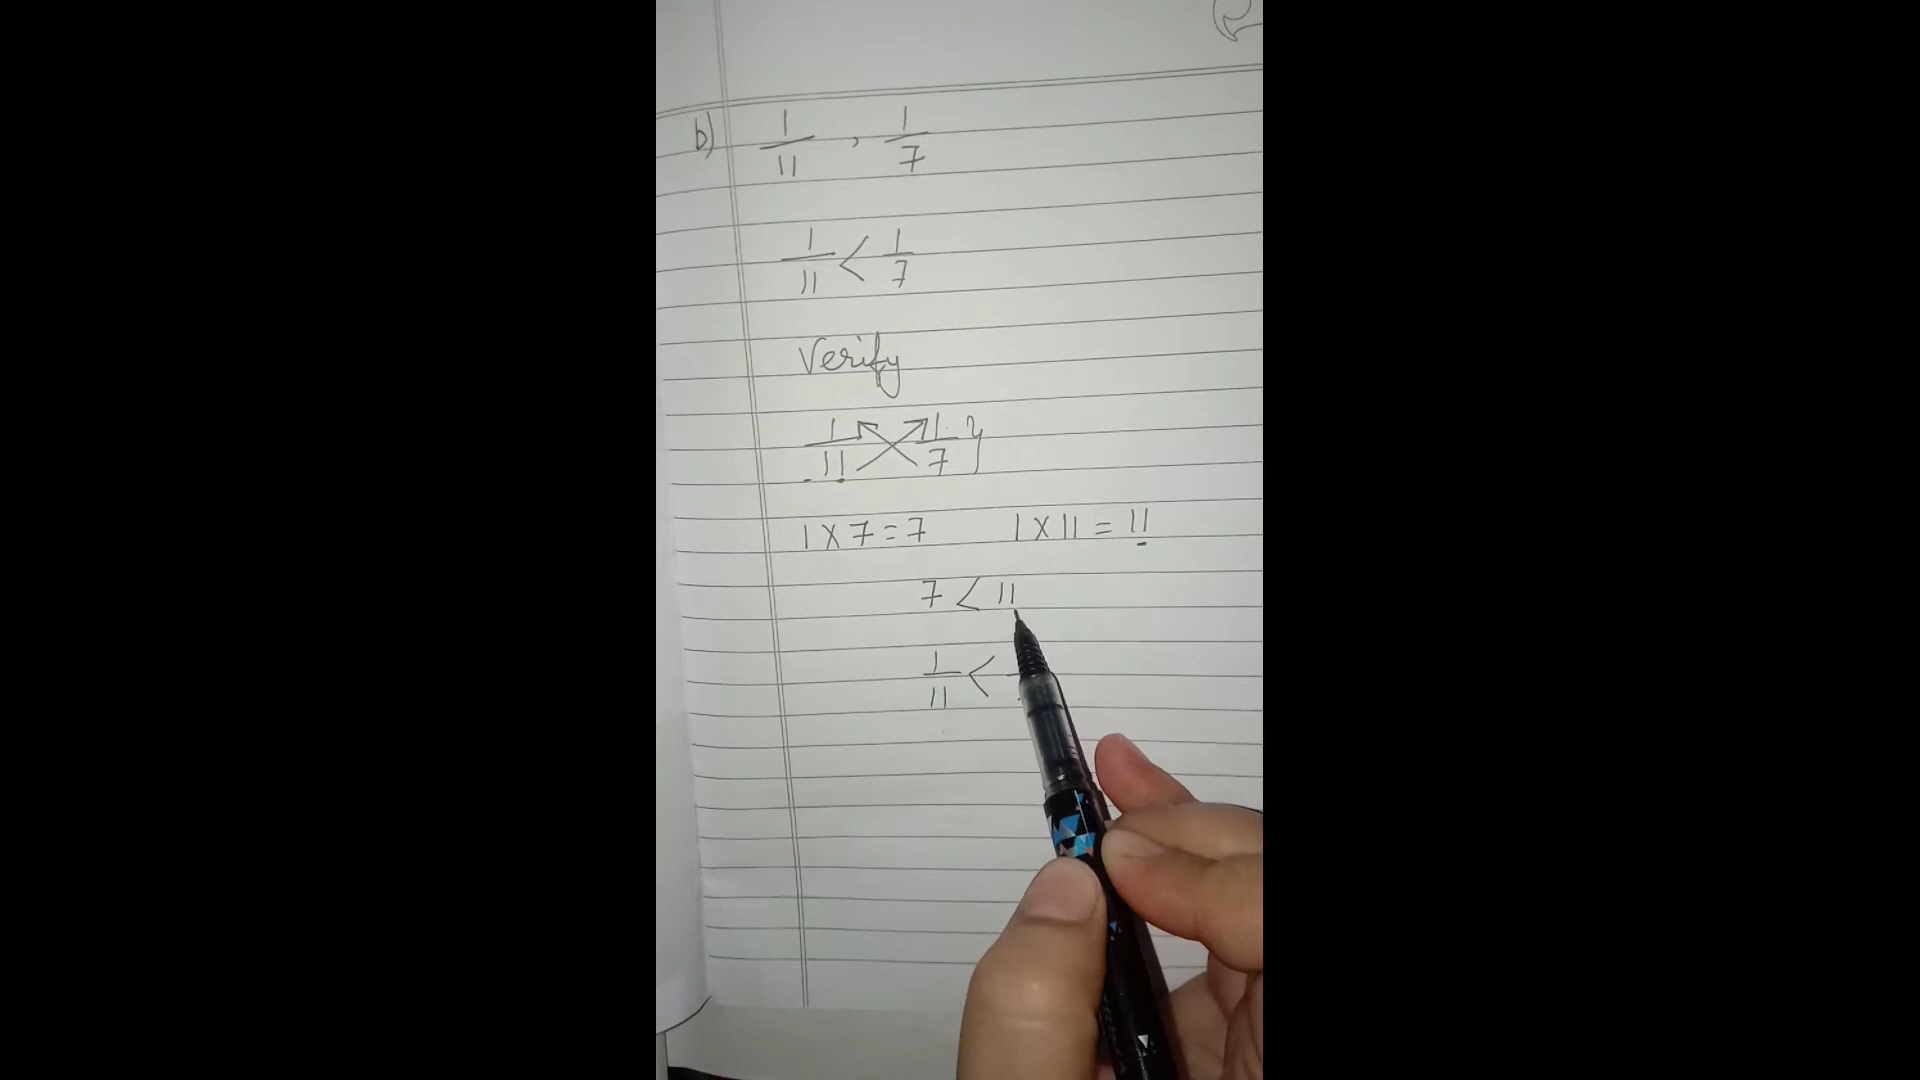 b) 1/11 , 1/7
1/11 < 1/7
Verify
1/11 1/7
1 X 7 = 7 1 X 11 = 11
7 < 11
1/11 <